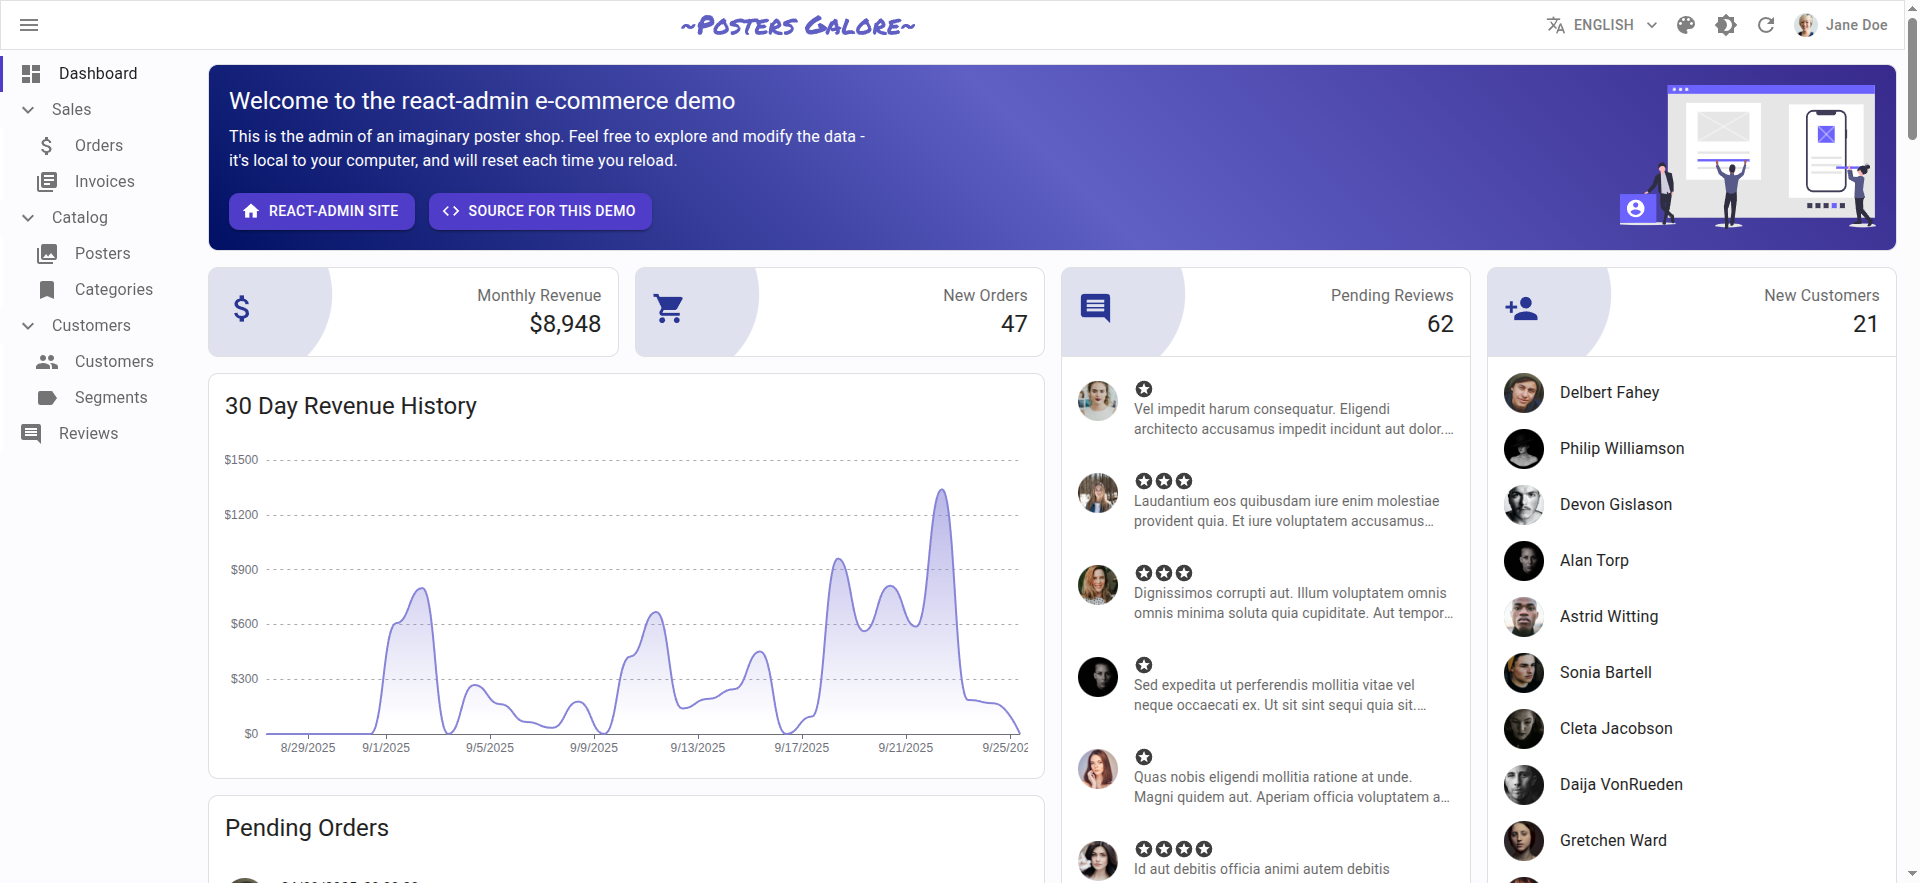 ~Posters Galore~
ENGLISH
Jane Doe
Dashboard
Sales
Orders
Invoices
Catalog
Posters
Categories
Customers
Customers
Segments
Reviews
Welcome to the react-admin e-commerce demo
This is the admin of an imaginary poster shop. Feel free to explore and modify the data -
it's local to your computer, and will reset each time you reload.
REACT-ADMIN SITE
SOURCE FOR THIS DEMO
Monthly Revenue
$8,948
New Orders
47
30 Day Revenue History
$1500
$1200
$900
$600
$300
$0
8/29/2025 9/1/2025 9/5/2025 9/9/2025 9/13/2025 9/17/2025 9/21/2025 9/25/202
Pending Orders
Pending Reviews
62
Vel impedit harum consequatur. Eligendi
architecto accusamus impedit incidunt aut dolor.…
Laudantium eos quibusdam iure enim molestiae
provident quia. Et iure voluptatem accusamus…
Dignissimos corrupti aut. Illum voluptatem omnis
omnis minima soluta quia cupiditate. Aut tempor…
Sed expedita ut perferendis mollitia vitae vel
neque occaecati ex. Ut sit sint sequi quia sit.…
Quas nobis eligendi mollitia ratione at unde.
Magni quidem aut. Aperiam officia voluptatem a…
Id aut debitis officia animi autem debitis
New Customers
21
Delbert Fahey
Philip Williamson
Devon Gislason
Alan Torp
Astrid Witting
Sonia Bartell
Cleta Jacobson
Daija VonRueden
Gretchen Ward